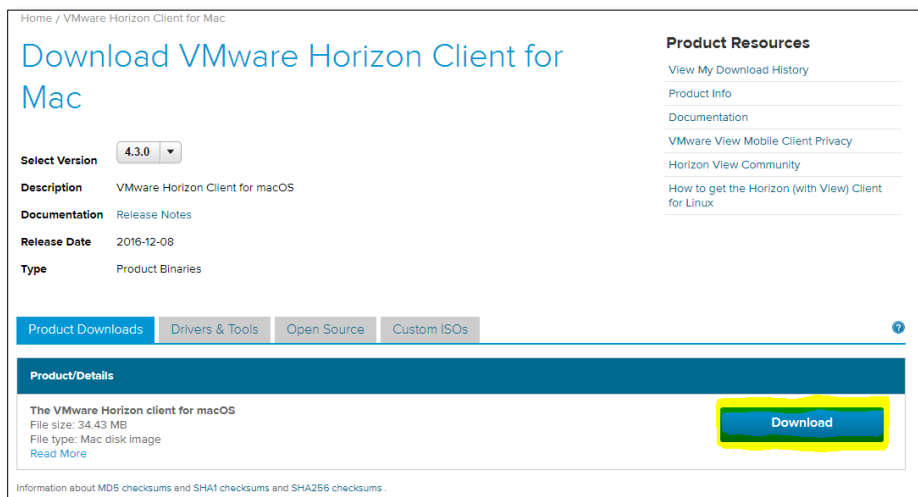 Home / VMware Horizon Client for Mac
Download VMware Horizon Client for
Mac
Select Version 4.3.0
Description VMware Horizon Client for macOS
Documentation Release Notes
Release Date 2016-12-08
Type Product Binaries
Product Resources
View My Download History
Product Info
Documentation
VMware View Mobile Client Privacy
Horizon View Community
How to get the Horizon (with View) Client
for Linux
Product Downloads Drivers & Tools Open Source Custom ISOs ?
Product/Details
The VMware Horizon client for macOS
File size: 34.43 MB
File type: Mac disk image
Read More
Download
Information about MD5 checksums and SHA1 checksums and SHA256 checksums .